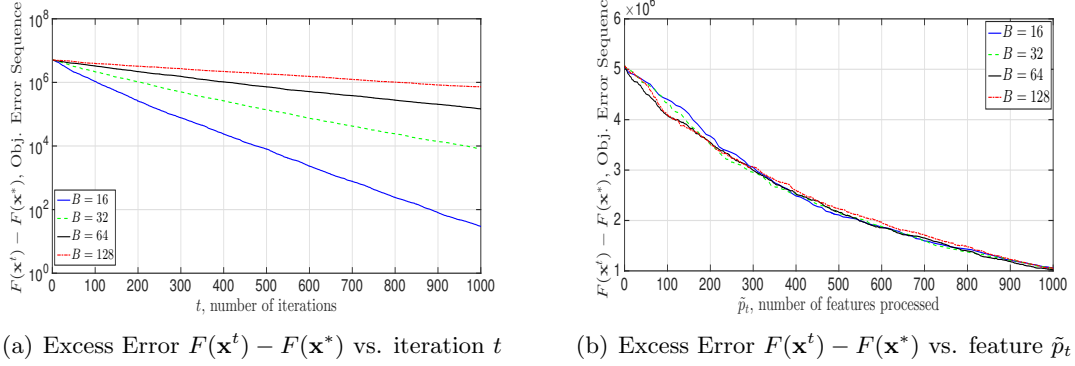 10^8
10^6
10^4
10^2
10^0
F(x^t) − F(x^*), Obj. Error Sequence
B = 16
B = 32
B = 64
B = 128
0 100 200 300 400 500 600 700 800 900 1000
t, number of iterations
(a) Excess Error F(x^t) − F(x^*) vs. iteration t
×10^6
6
5
4
3
2
1
F(x^t) − F(x^*), Obj. Error Sequence
B = 16
B = 32
B = 64
B = 128
0 100 200 300 400 500 600 700 800 900 1000
p̃_t, number of features processed
(b) Excess Error F(x^t) − F(x^*) vs. feature p̃_t